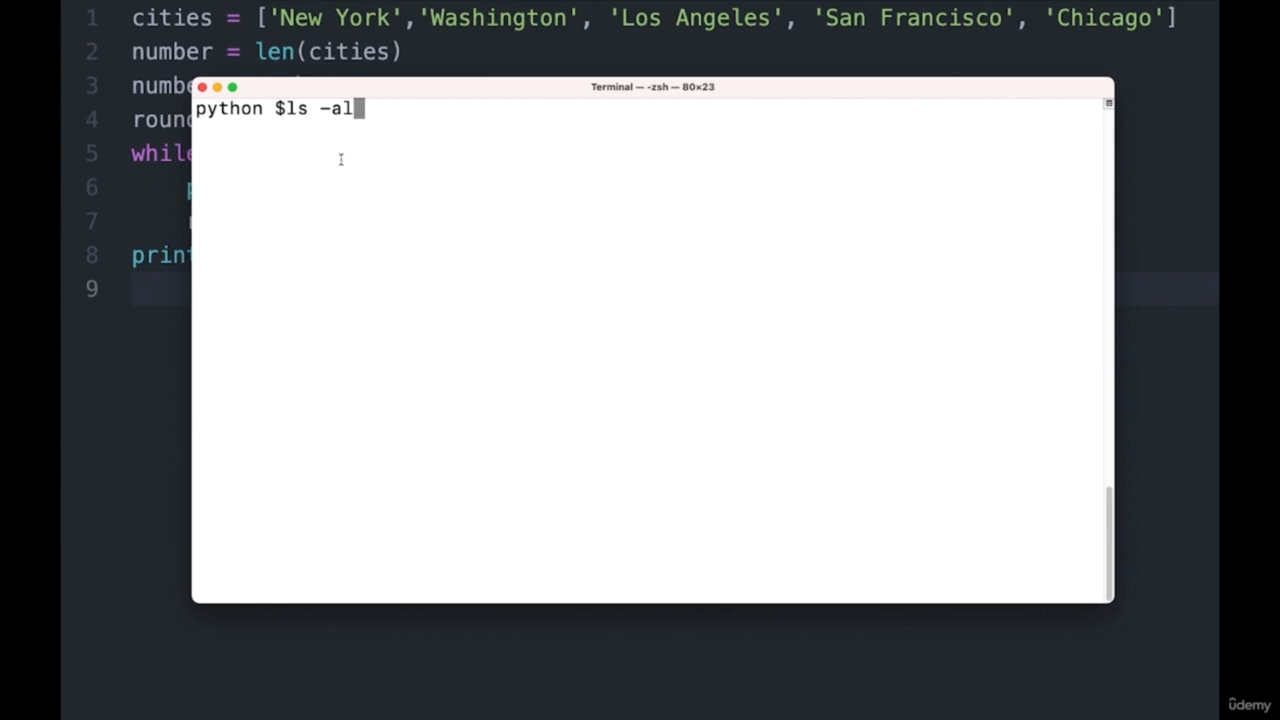 1 cities = ['New York','Washington', 'Los Angeles', 'San Francisco', 'Chicago']
2 number = len(cities)
3 numbe
4 round
5 while
6
7
8 print
9
Terminal — -zsh — 80×23
python $ls -al
ûdemy